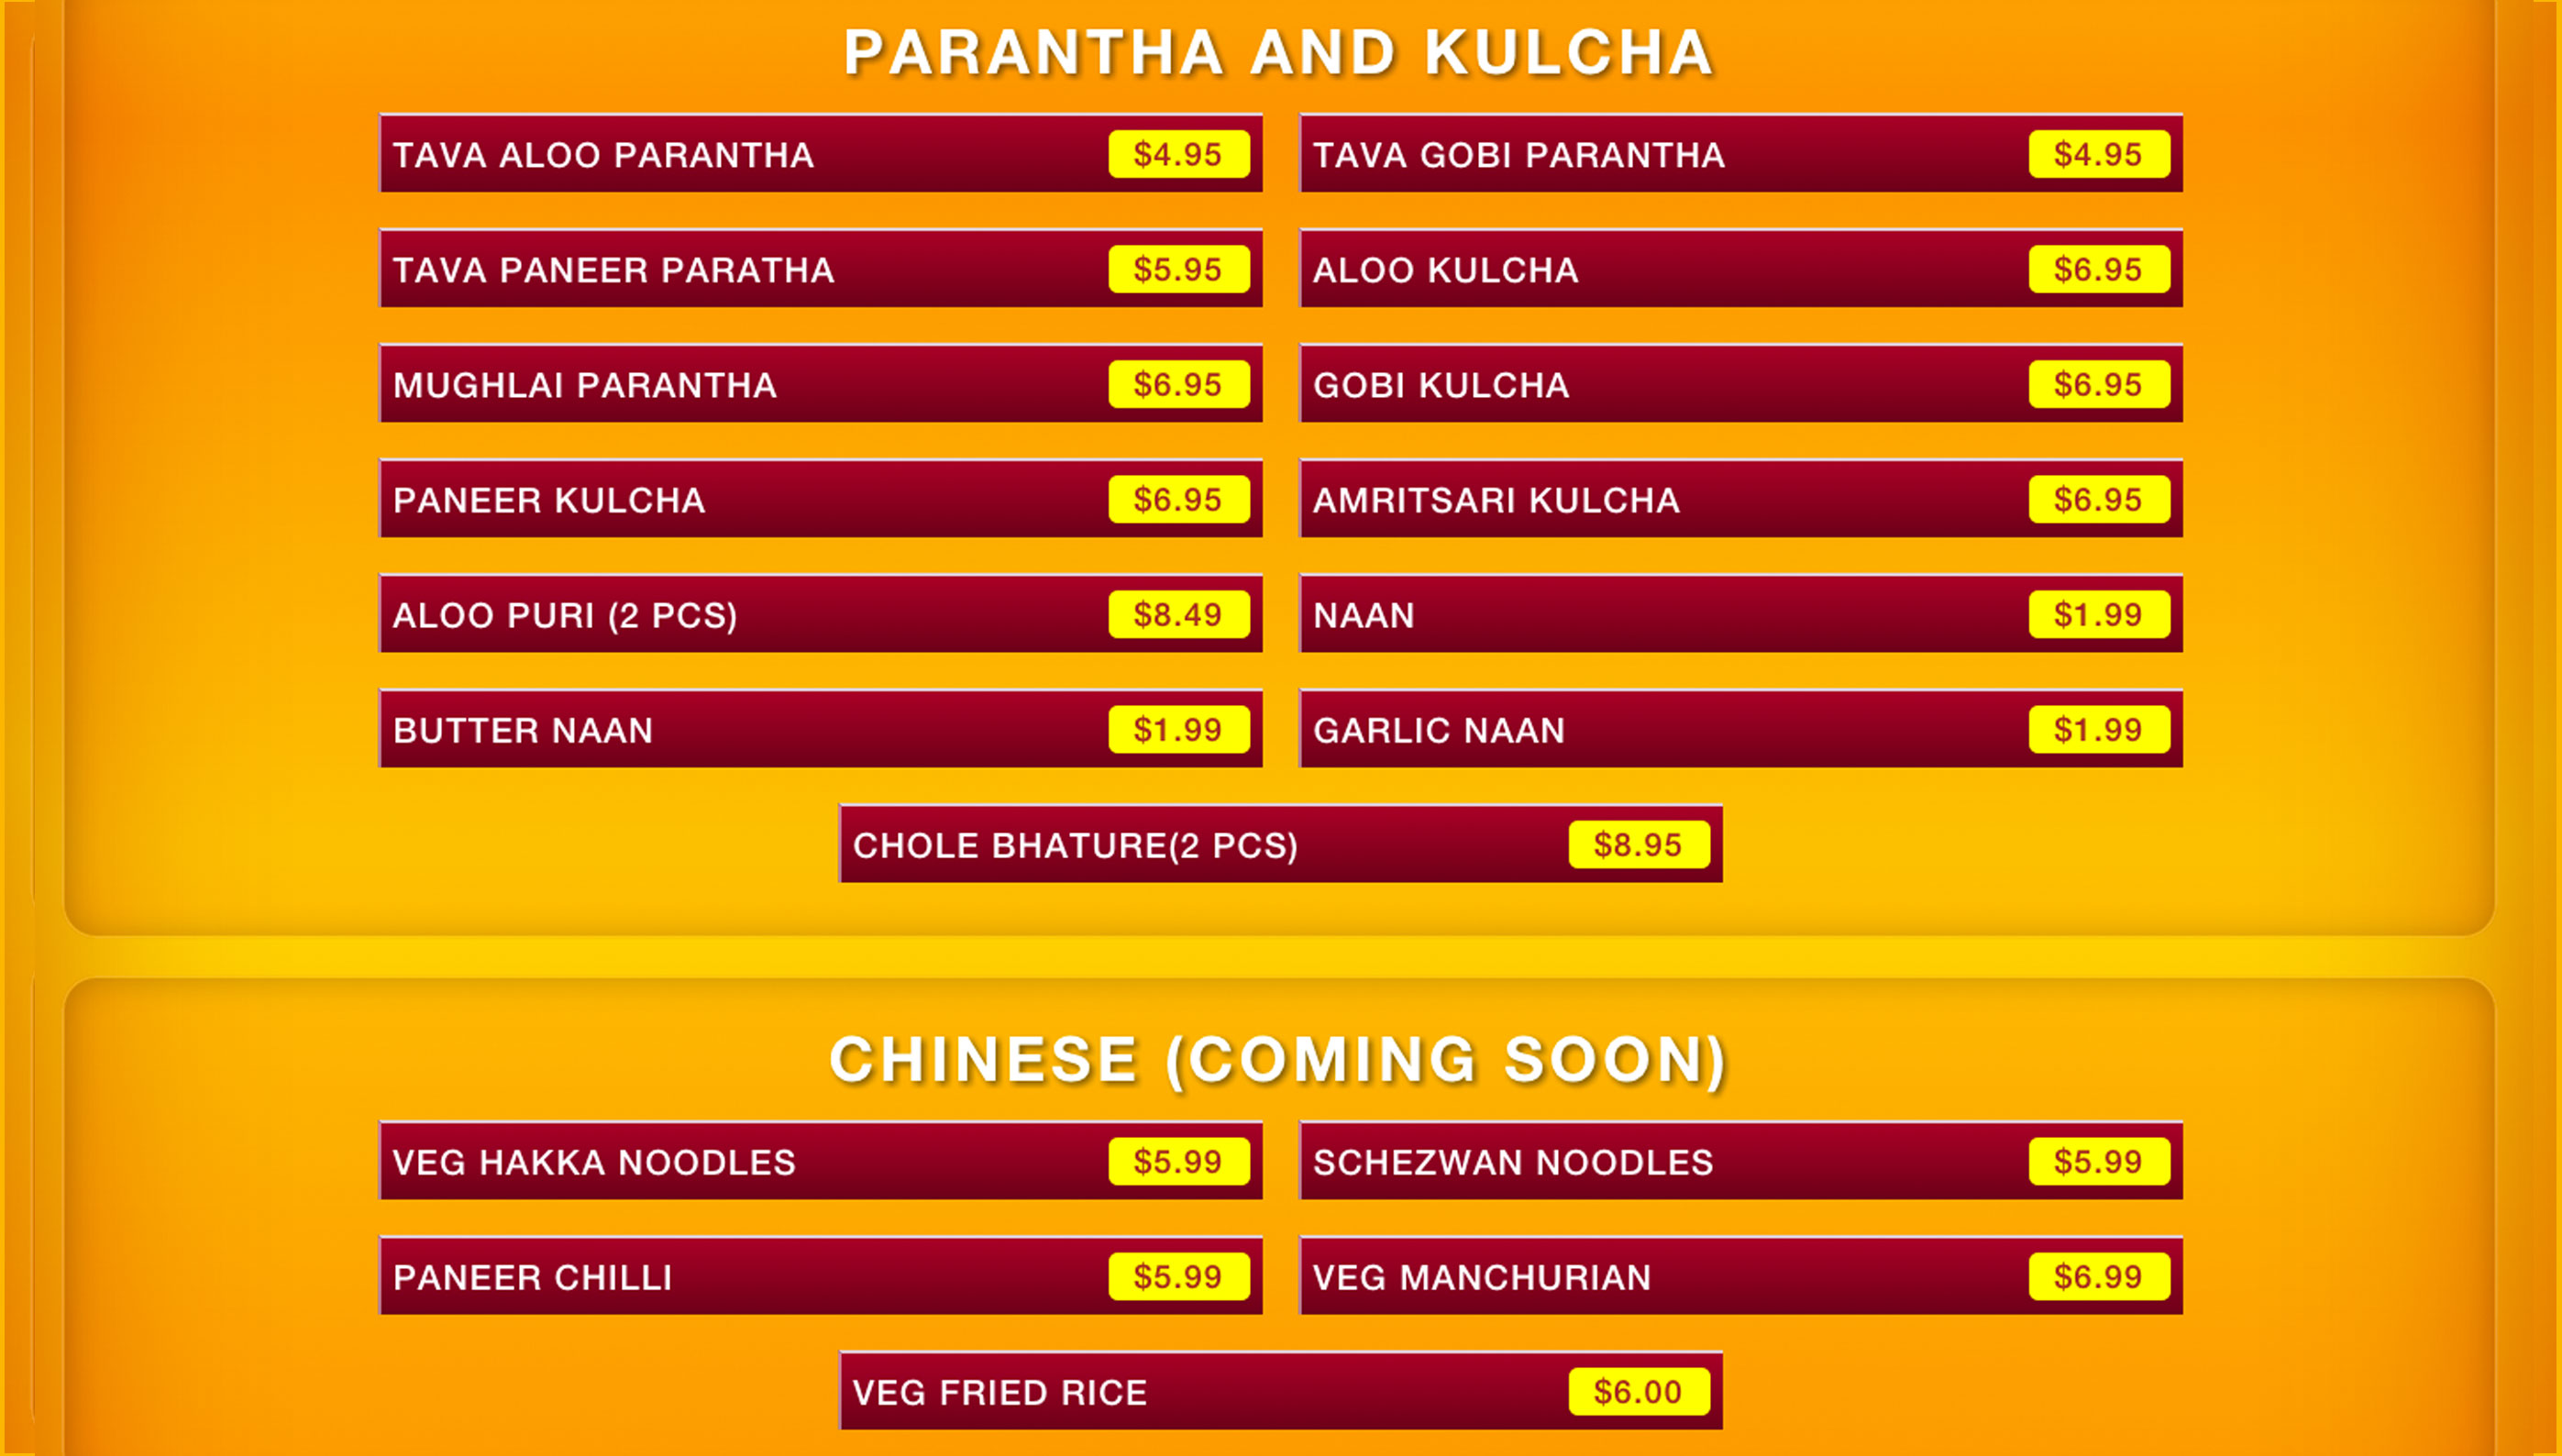 PARANTHA AND KULCHA
TAVA ALOO PARANTHA $4.95
TAVA GOBI PARANTHA $4.95
TAVA PANEER PARATHA $5.95
ALOO KULCHA $6.95
MUGHLAI PARANTHA $6.95
GOBI KULCHA $6.95
PANEER KULCHA $6.95
AMRITSARI KULCHA $6.95
ALOO PURI (2 PCS) $8.49
NAAN $1.99
BUTTER NAAN $1.99
GARLIC NAAN $1.99
CHOLE BHATURE(2 PCS) $8.95
CHINESE (COMING SOON)
VEG HAKKA NOODLES $5.99
SCHEZWAN NOODLES $5.99
PANEER CHILLI $5.99
VEG MANCHURIAN $6.99
VEG FRIED RICE $6.00